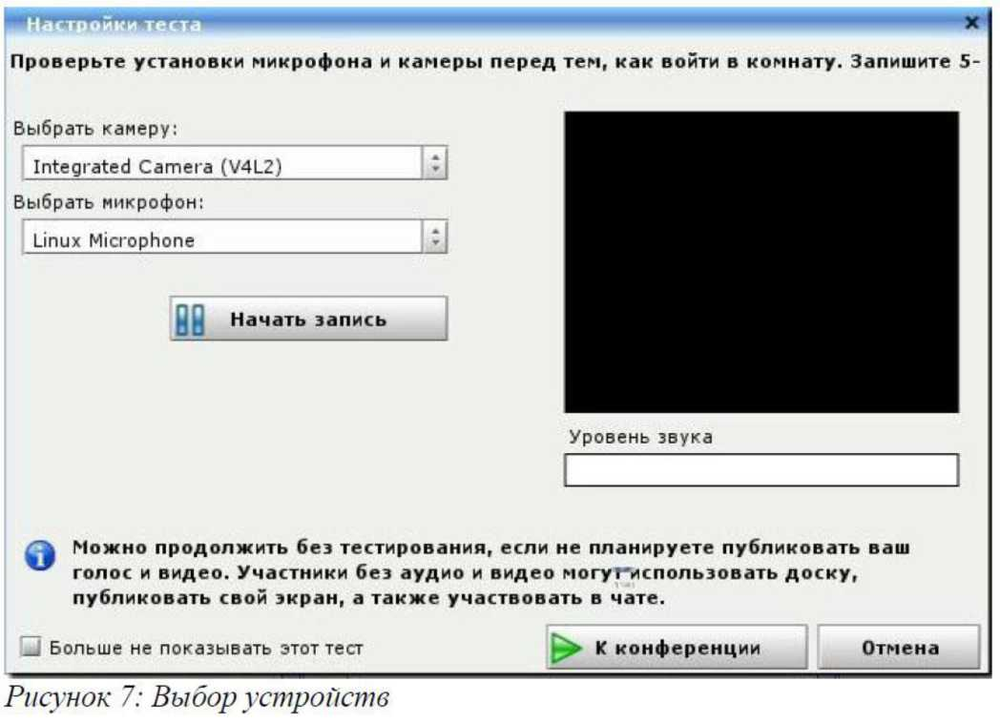 Настройки теста
Проверьте установки микрофона и камеры перед тем, как войти в комнату. Запишите 5-
Выбрать камеру:
Integrated Camera (V4L2)
Выбрать микрофон:
Linux Microphone
Начать запись
Уровень звука
Можно продолжить без тестирования, если не планируете публиковать ваш
голос и видео. Участники без аудио и видео могут использовать доску,
публиковать свой экран, а также участвовать в чате.
Больше не показывать этот тест
К конференции
Отмена
Рисунок 7: Выбор устройств